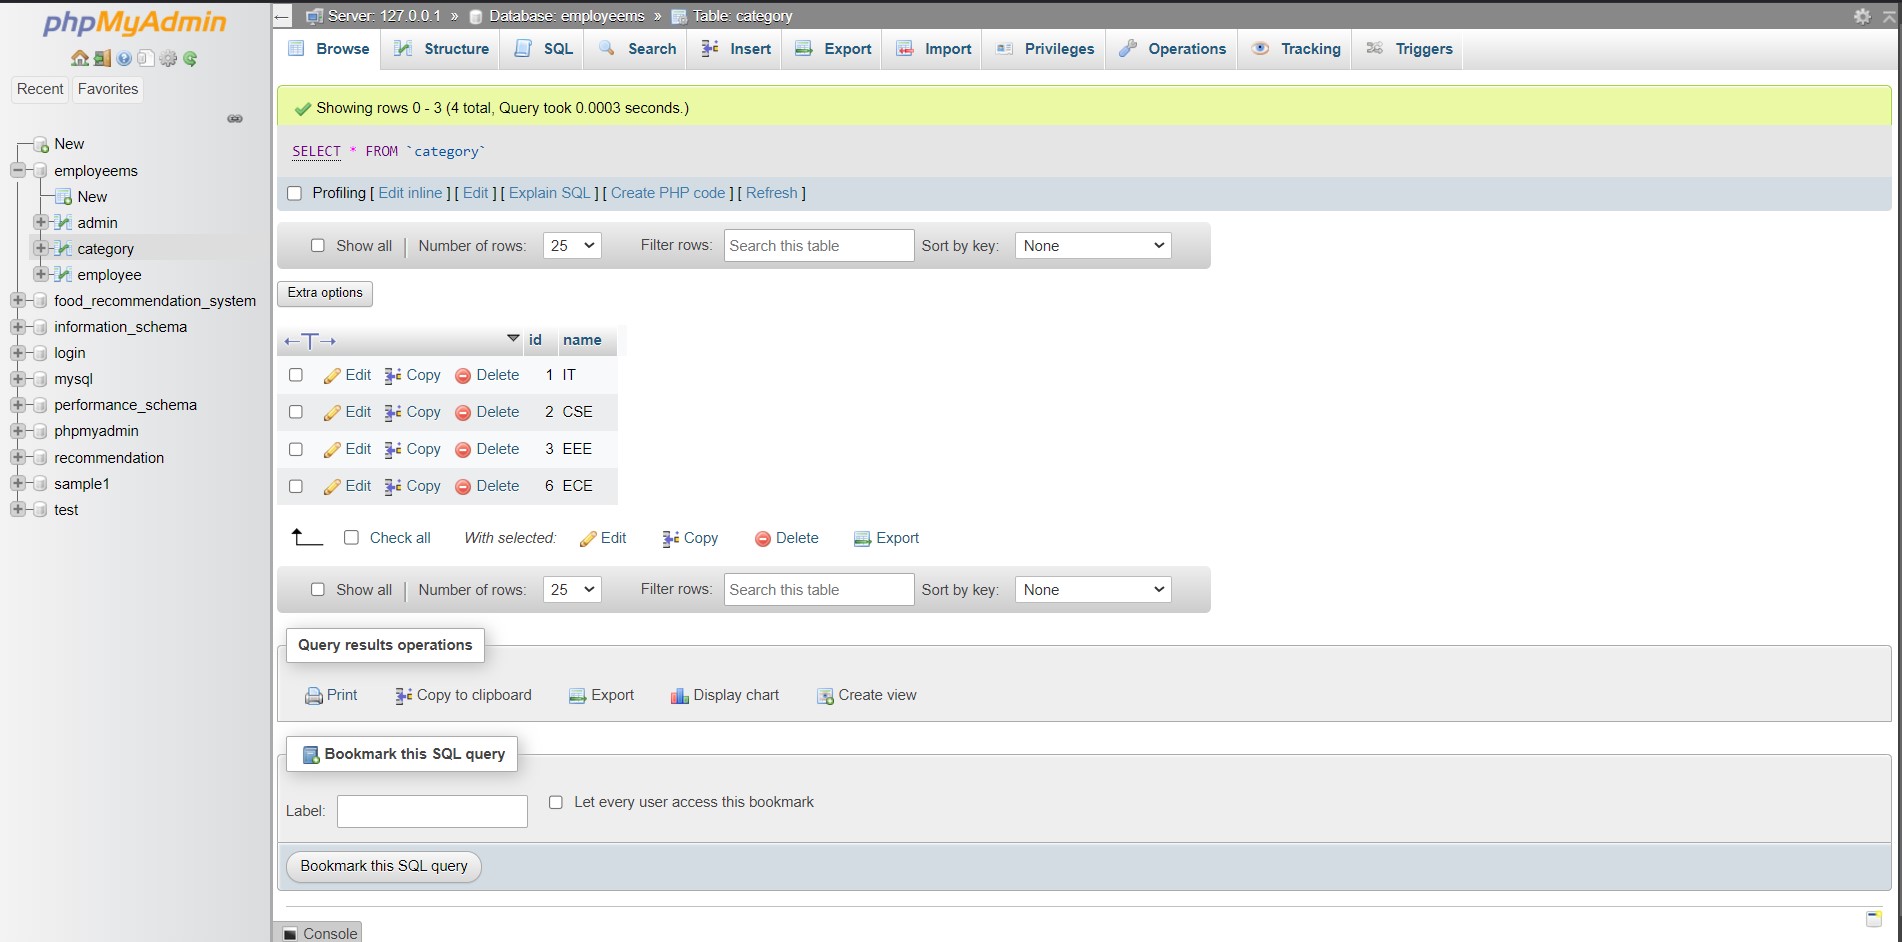 phpMyAdmin
Recent Favorites
New
employeems
New
admin
category
employee
food_recommendation_system
information_schema
login
mysql
performance_schema
phpmyadmin
recommendation
sample1
test
Server: 127.0.0.1 » Database: employeems » Table: category
Browse Structure SQL Search Insert Export Import Privileges Operations Tracking Triggers
Showing rows 0 - 3 (4 total, Query took 0.0003 seconds.)
SELECT * FROM `category`
Profiling [ Edit inline ] [ Edit ] [ Explain SQL ] [ Create PHP code ] [ Refresh ]
Show all | Number of rows: 25 Filter rows: Search this table Sort by key: None
Extra options
←T→ id name
Edit Copy Delete 1 IT
Edit Copy Delete 2 CSE
Edit Copy Delete 3 EEE
Edit Copy Delete 6 ECE
Check all With selected: Edit Copy Delete Export
Show all | Number of rows: 25 Filter rows: Search this table Sort by key: None
Query results operations
Print Copy to clipboard Export Display chart Create view
Bookmark this SQL query
Label: Let every user access this bookmark
Bookmark this SQL query
Console